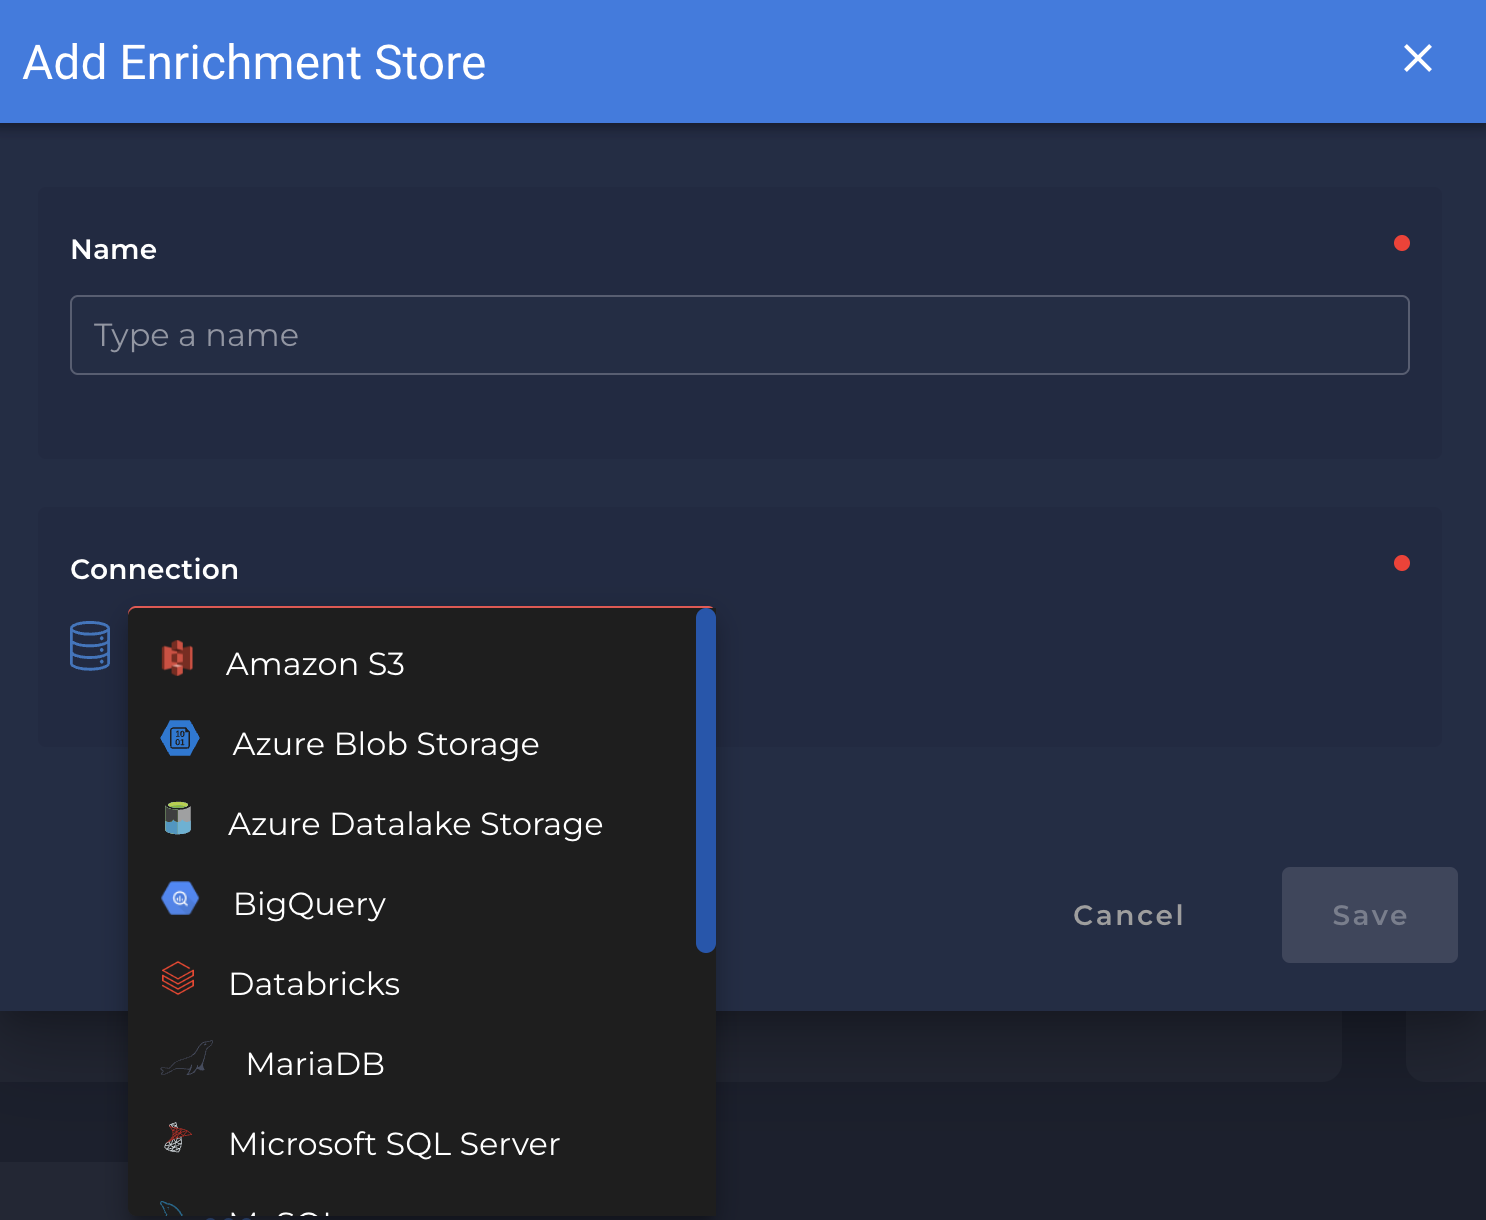 Add Enrichment Store
Name
Type a name
Connection
Amazon S3
Azure Blob Storage
Azure Datalake Storage
BigQuery
Databricks
MariaDB
Microsoft SQL Server
MySQL
Cancel
Save